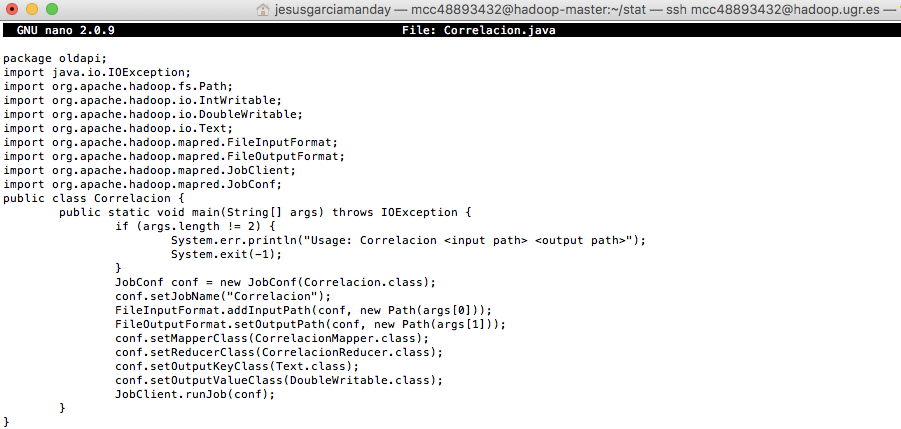 jesusgarciamanday — mcc48893432@hadoop-master:~/stat — ssh mcc48893432@hadoop.ugr.es —
GNU nano 2.0.9 File: Correlacion.java
package oldapi;
import java.io.IOException;
import org.apache.hadoop.fs.Path;
import org.apache.hadoop.io.IntWritable;
import org.apache.hadoop.io.DoubleWritable;
import org.apache.hadoop.io.Text;
import org.apache.hadoop.mapred.FileInputFormat;
import org.apache.hadoop.mapred.FileOutputFormat;
import org.apache.hadoop.mapred.JobClient;
import org.apache.hadoop.mapred.JobConf;
public class Correlacion {
        public static void main(String[] args) throws IOException {
                if (args.length != 2) {
                        System.err.println("Usage: Correlacion <input path> <output path>");
                        System.exit(-1);
                }
                JobConf conf = new JobConf(Correlacion.class);
                conf.setJobName("Correlacion");
                FileInputFormat.addInputPath(conf, new Path(args[0]));
                FileOutputFormat.setOutputPath(conf, new Path(args[1]));
                conf.setMapperClass(CorrelacionMapper.class);
                conf.setReducerClass(CorrelacionReducer.class);
                conf.setOutputKeyClass(Text.class);
                conf.setOutputValueClass(DoubleWritable.class);
                JobClient.runJob(conf);
        }
}